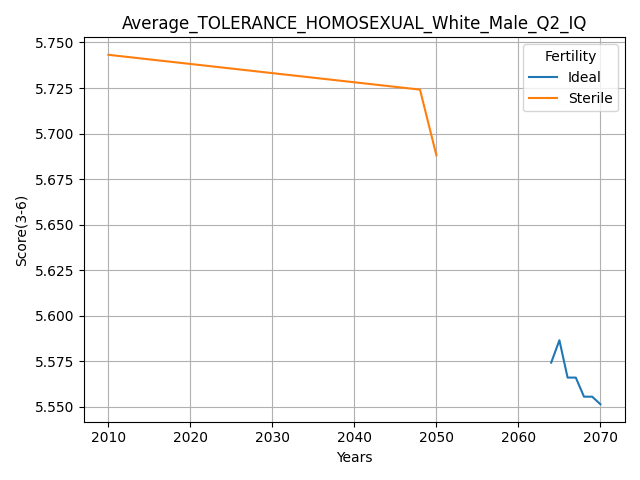 Average_TOLERANCE_HOMOSEXUAL_White_Male_Q2_IQ
Fertility
Ideal
Sterile
Score(3-6)
5.750
5.725
5.700
5.675
5.650
5.625
5.600
5.575
5.550
2010 2020 2030 2040 2050 2060 2070
Years